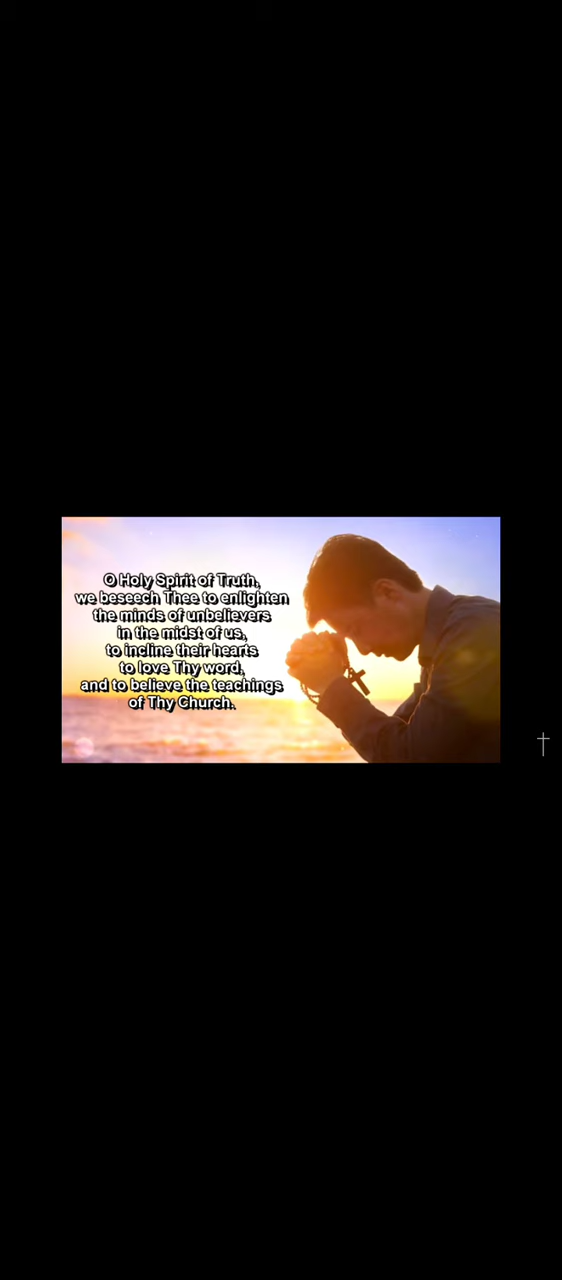 O Holy Spirit of Truth,
we beseech Thee to enlighten
the minds of unbelievers
in the midst of us,
to incline their hearts
to love Thy word,
and to believe the teachings
of Thy Church.